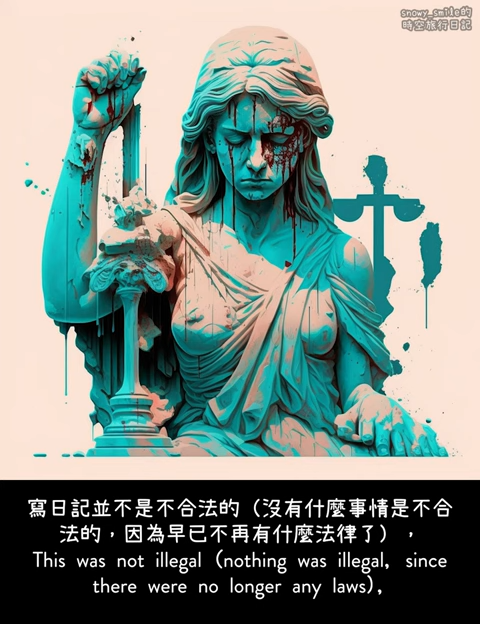 snowy_smile的
時空旅行日記
寫日記並不是不合法的（沒有什麼事情是不合
法的，因為早已不再有什麼法律了），
This was not illegal (nothing was illegal, since
there were no longer any laws),